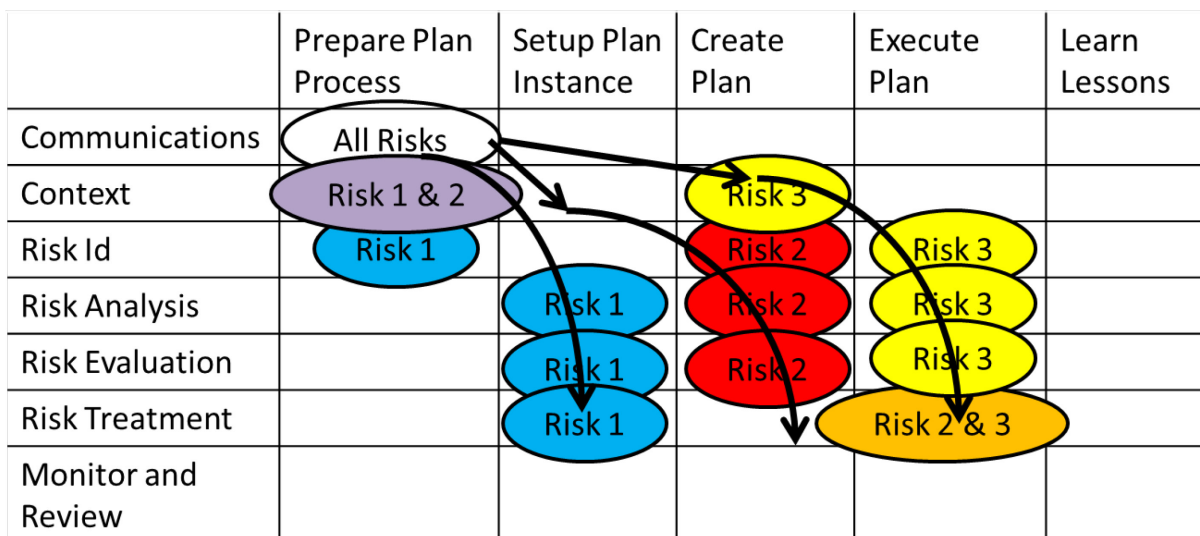 Prepare Plan
Process
Setup Plan
Instance
Create
Plan
Execute
Plan
Learn
Lessons
Communications
All Risks
Context
Risk 1 & 2
Risk 3
Risk Id
Risk 1
Risk 2
Risk 3
Risk Analysis
Risk 1
Risk 2
Risk 3
Risk Evaluation
Risk 1
Risk 2
Risk 3
Risk Treatment
Risk 1
Risk 2 & 3
Monitor and
Review